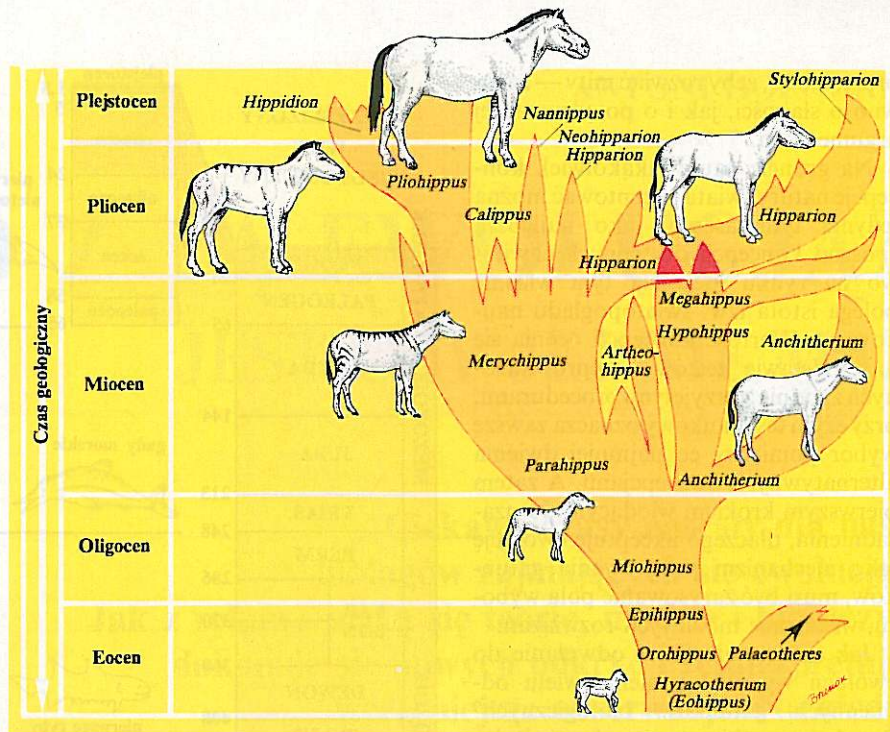 Stylohipparion
Plejstocen
Hippidion
Nannippus
Neohipparion
Hipparion
Pliohippus
Pliocen
Calippus
Hipparion
Hipparion
Megahippus
Hypohippus
Artheo-
hippus
Anchitherium
Merychippus
Miocen
Czas geologiczny
Parahippus
Anchitherium
Oligocen
Miohippus
Epihippus
Eocen
Orohippus
Palaeotheres
Hyracotherium
(Eohippus)